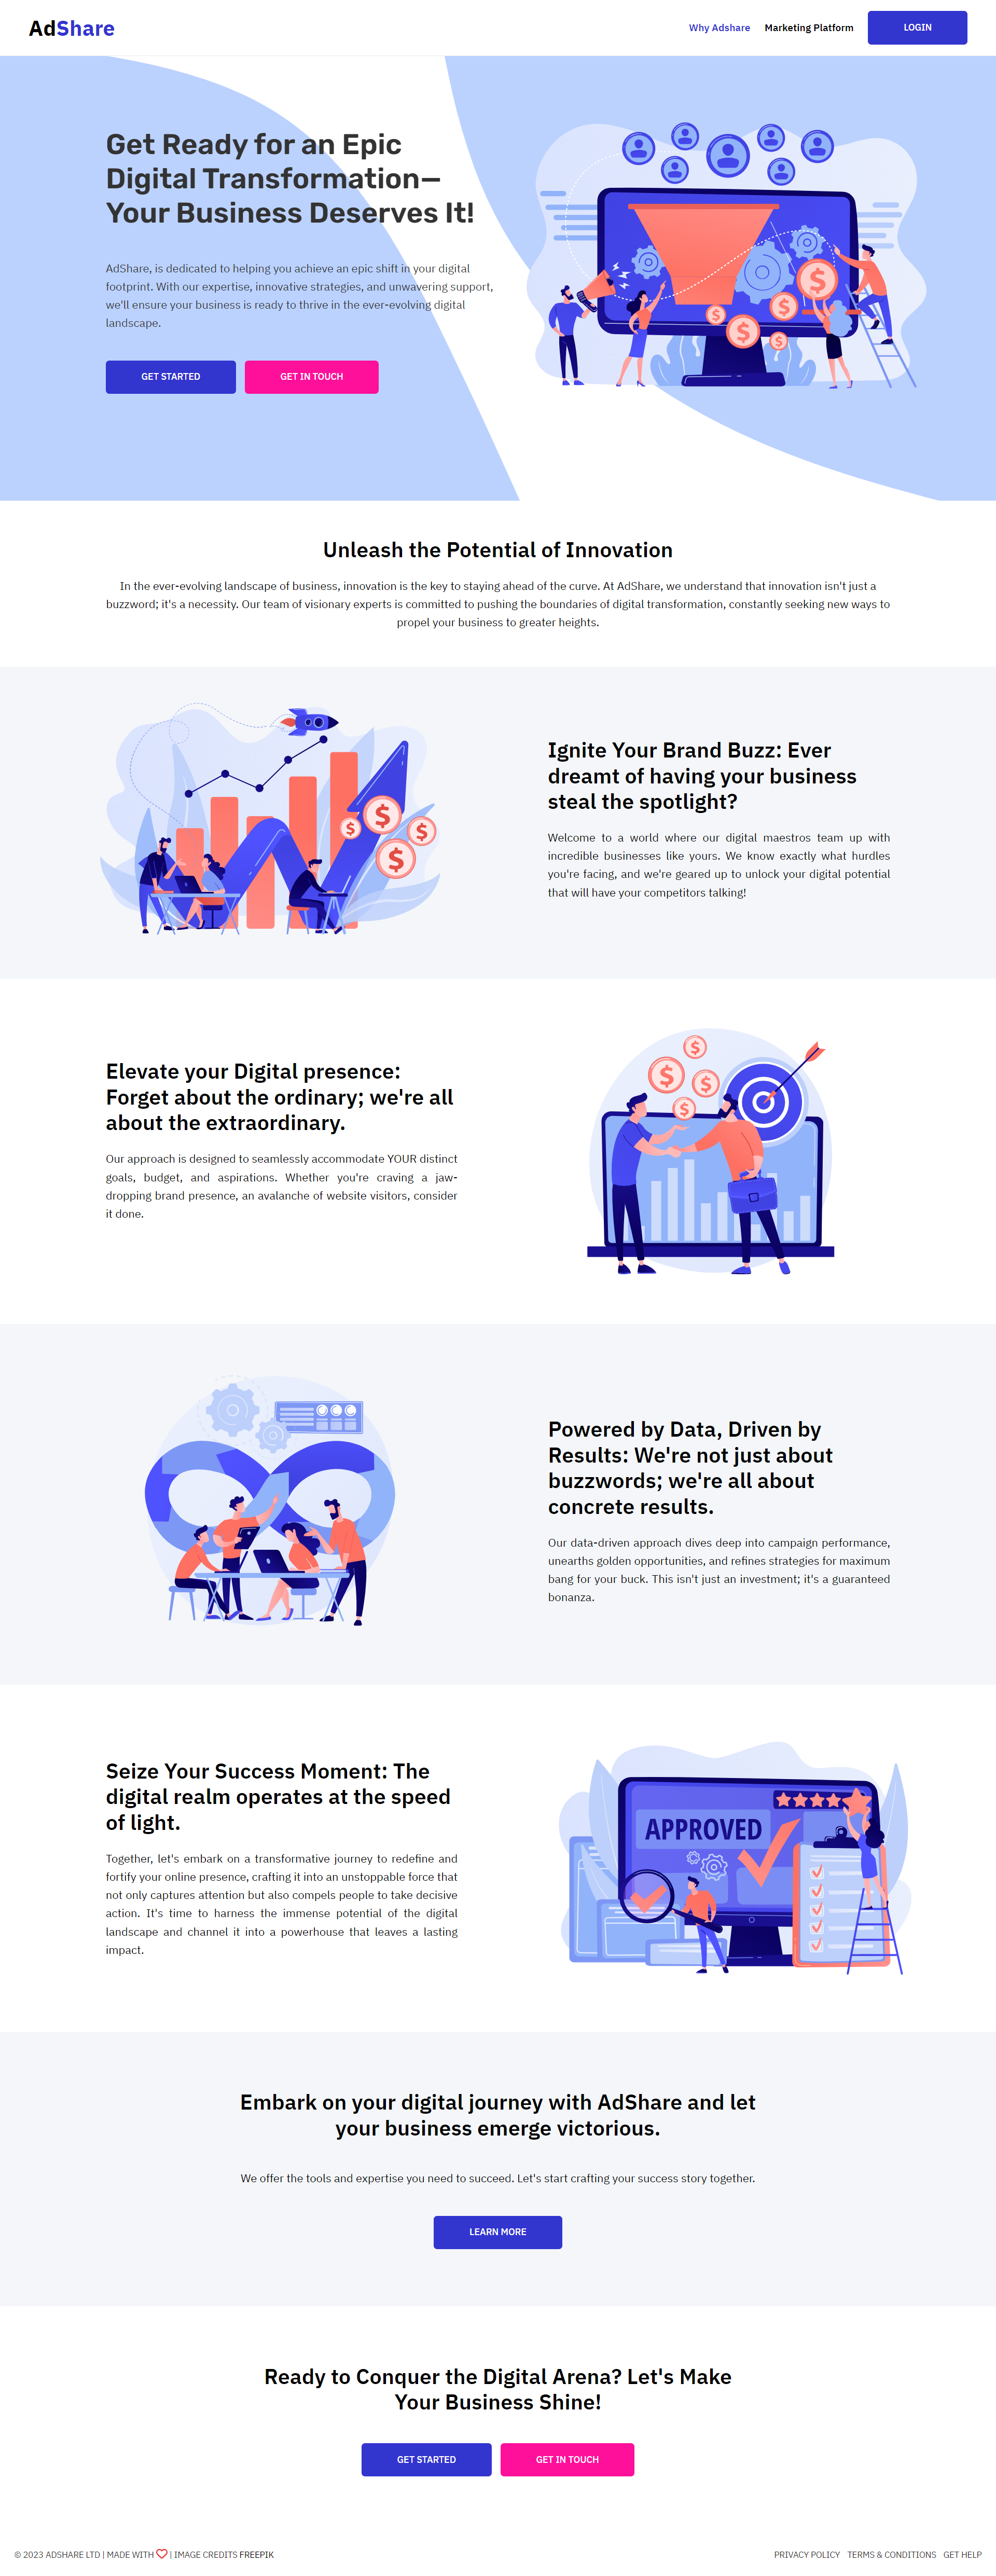 AdShare
Why Adshare
Marketing Platform
LOGIN
Get Ready for an Epic
Digital Transformation—
Your Business Deserves It!
AdShare, is dedicated to helping you achieve an epic shift in your digital
footprint. With our expertise, innovative strategies, and unwavering support,
we'll ensure your business is ready to thrive in the ever-evolving digital
landscape.
GET STARTED
GET IN TOUCH
Unleash the Potential of Innovation
In the ever-evolving landscape of business, innovation is the key to staying ahead of the curve. At AdShare, we understand that innovation isn't just a
buzzword; it's a necessity. Our team of visionary experts is committed to pushing the boundaries of digital transformation, constantly seeking new ways to
propel your business to greater heights.
Ignite Your Brand Buzz: Ever
dreamt of having your business
steal the spotlight?
Welcome to a world where our digital maestros team up with
incredible businesses like yours. We know exactly what hurdles
you're facing, and we're geared up to unlock your digital potential
that will have your competitors talking!
Elevate your Digital presence:
Forget about the ordinary; we're all
about the extraordinary.
Our approach is designed to seamlessly accommodate YOUR distinct
goals, budget, and aspirations. Whether you're craving a jaw-
dropping brand presence, an avalanche of website visitors, consider
it done.
Powered by Data, Driven by
Results: We're not just about
buzzwords; we're all about
concrete results.
Our data-driven approach dives deep into campaign performance,
unearths golden opportunities, and refines strategies for maximum
bang for your buck. This isn't just an investment; it's a guaranteed
bonanza.
Seize Your Success Moment: The
digital realm operates at the speed
of light.
Together, let's embark on a transformative journey to redefine and
fortify your online presence, crafting it into an unstoppable force that
not only captures attention but also compels people to take decisive
action. It's time to harness the immense potential of the digital
landscape and channel it into a powerhouse that leaves a lasting
impact.
APPROVED
Embark on your digital journey with AdShare and let
your business emerge victorious.
We offer the tools and expertise you need to succeed. Let's start crafting your success story together.
LEARN MORE
Ready to Conquer the Digital Arena? Let's Make
Your Business Shine!
GET STARTED
GET IN TOUCH
© 2023 ADSHARE LTD | MADE WITH | IMAGE CREDITS FREEPIK
PRIVACY POLICY
TERMS & CONDITIONS
GET HELP